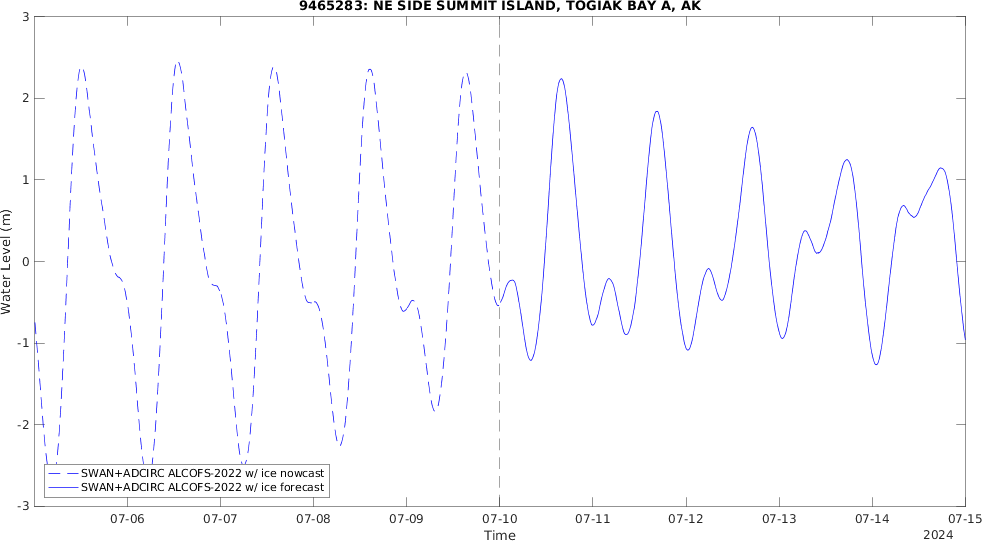 9465283: NE SIDE SUMMIT ISLAND, TOGIAK BAY A, AK
3
2
1
0
-1
-2
-3
Water Level (m)
SWAN+ADCIRC ALCOFS-2022 w/ ice nowcast
SWAN+ADCIRC ALCOFS-2022 w/ ice forecast
07-06 07-07 07-08 07-09 07-10 07-11 07-12 07-13 07-14 07-15
Time
2024